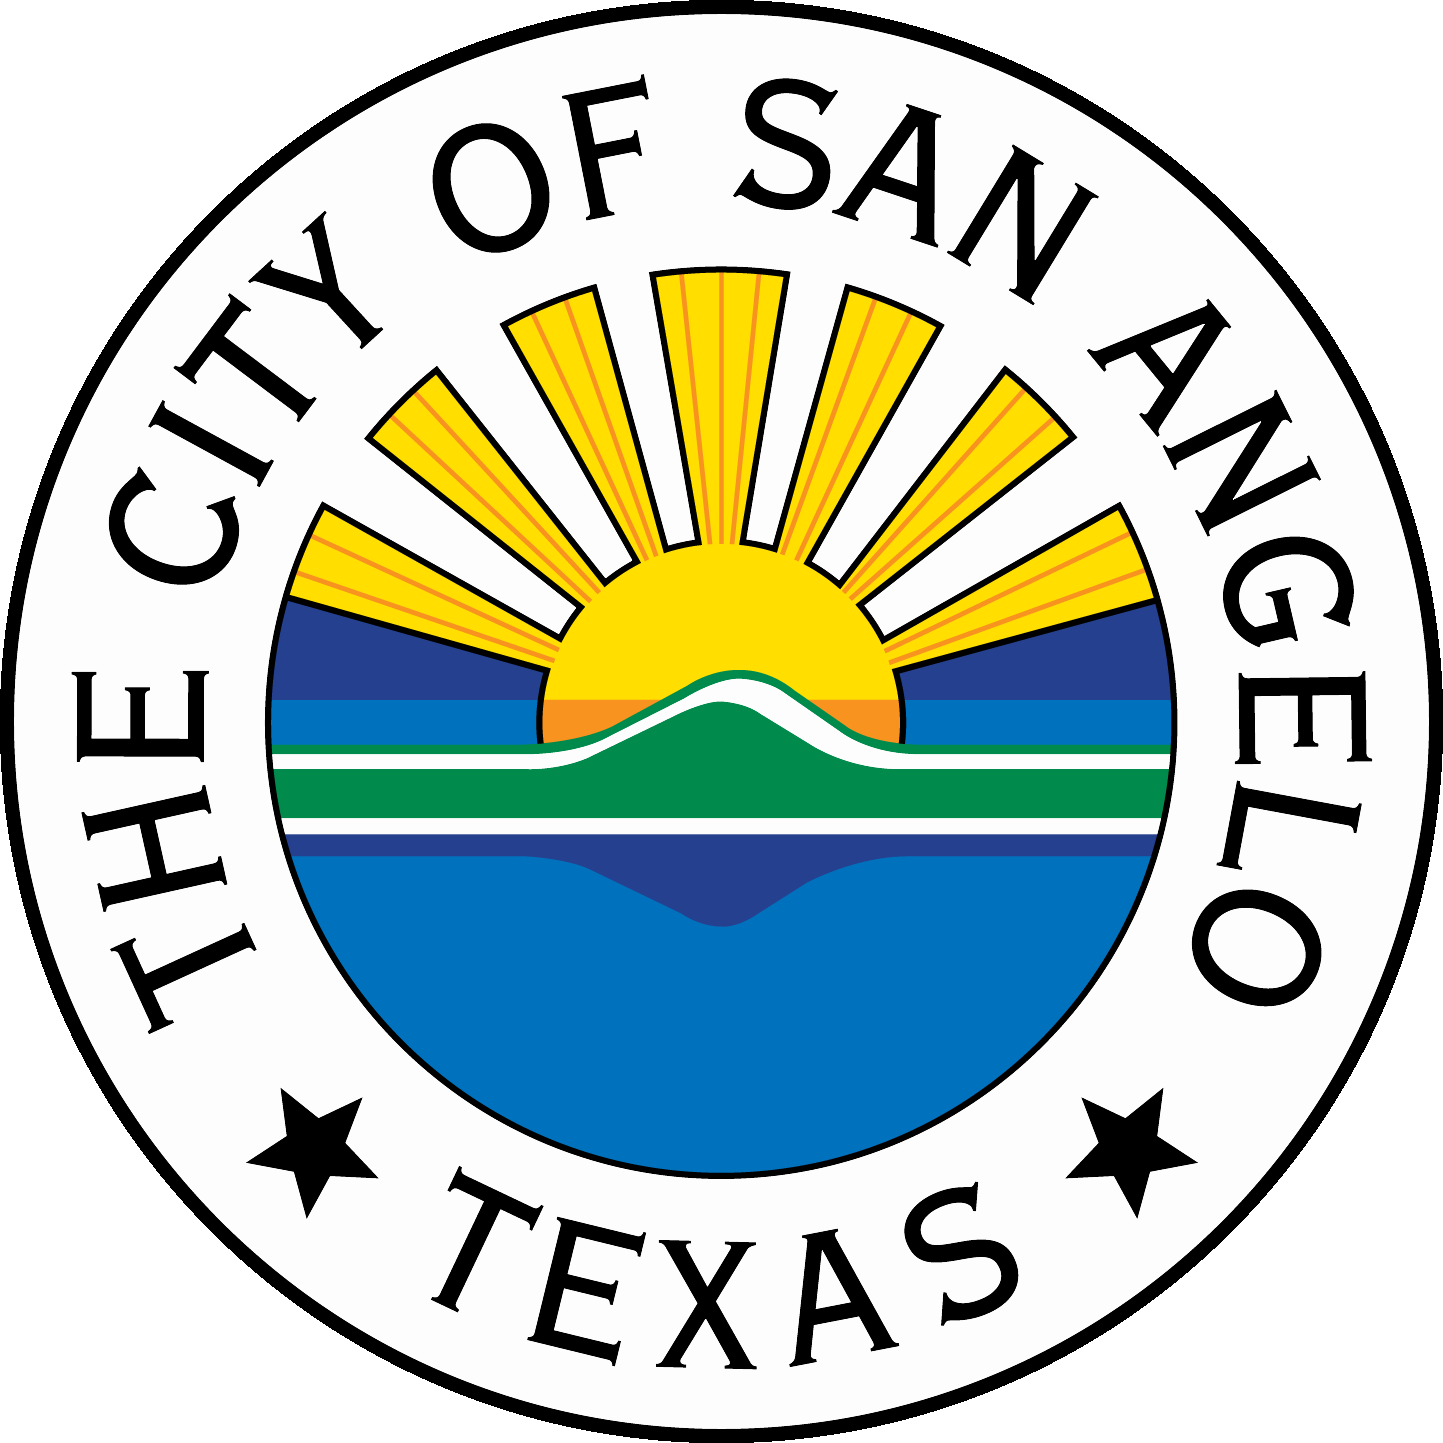 THE CITY OF SAN ANGELO
TEXAS